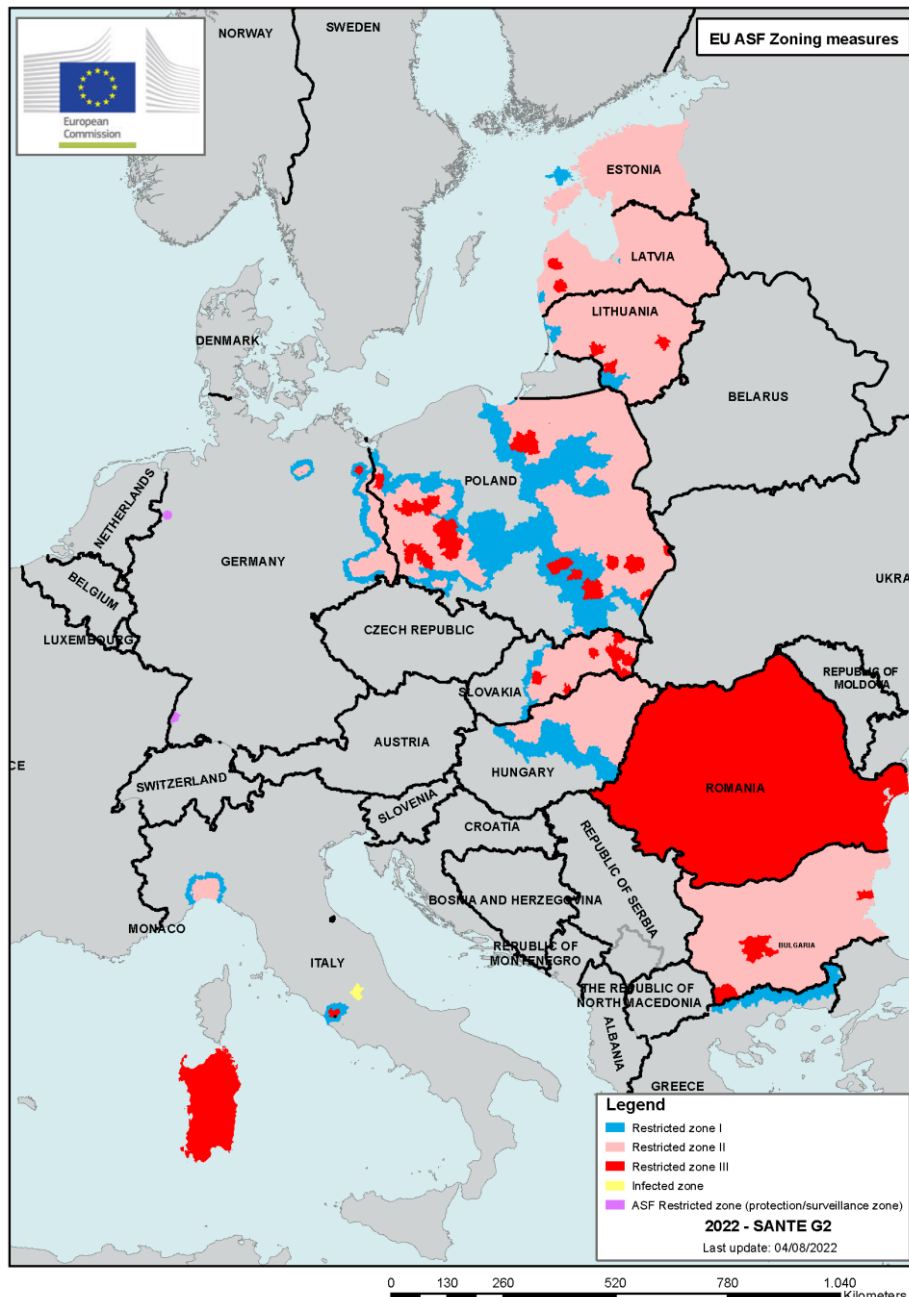 NORWAY
SWEDEN
EU ASF Zoning measures
European
Commission
ESTONIA
LATVIA
LITHUANIA
DENMARK
BELARUS
NETHERLANDS
POLAND
GERMANY
BELGIUM
UKRA
LUXEMBOURG
CZECH REPUBLIC
SLOVAKIA
REPUBLIC OF
MOLDOVA
AUSTRIA
CE
HUNGARY
SWITZERLAND
ROMANIA
SLOVENIA
CROATIA
REPUBLIC OF SERBIA
BOSNIA AND HERZEGOVINA
MONACO
BULGARIA
REPUBLIC OF
MONTENEGRO
ITALY
THE REPUBLIC OF
NORTH MACEDONIA
ALBANIA
GREECE
Legend
Restricted zone I
Restricted zone II
Restricted zone III
Infected zone
ASF Restricted zone (protection/surveillance zone)
2022 - SANTE G2
Last update: 04/08/2022
0 130 260 520 780 1.040
Kilometers